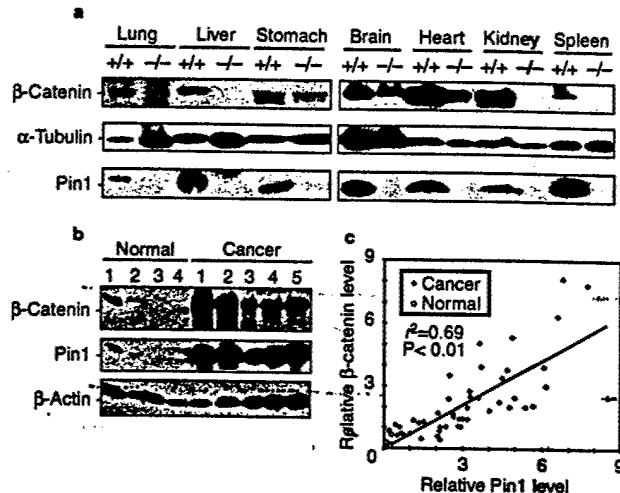 a
Lung Liver Stomach Brain Heart Kidney Spleen
+/+ −/− +/+ −/− +/+ −/− +/+ −/− +/+ −/− +/+ −/− +/+ −/−
β-Catenin
α-Tubulin
Pin1
b
Normal Cancer
1 2 3 4 1 2 3 4 5
β-Catenin
Pin1
β-Actin
c
Relative β-catenin level
9
6
3
0
Cancer
Normal
r²=0.69
P< 0.01
3 6 9
Relative Pin1 level